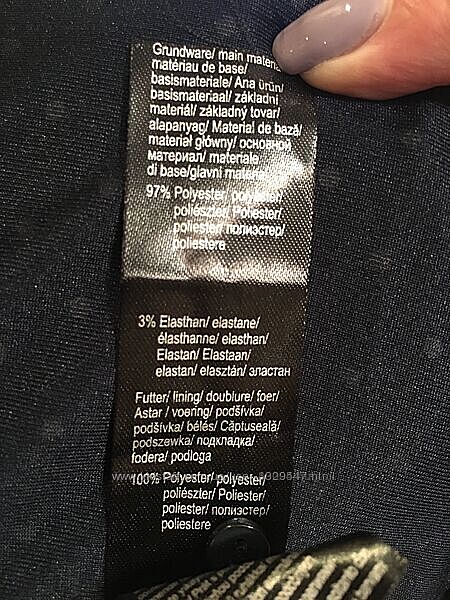 Grundware/ main
matériau de base/
basismateriale/ Ana ürün/
basismateriaal/ základní
materiál/ základný tovar/
alapanyag/ Material de bază/
materiał główny/ основной
материал/ materiale
di base/glavni
97% Polyester/
poliészter/ Poliester/
poliester/ полиэстер/
poliestere
3% Elasthan/ elastane/
élasthanne/ elasthan/
Elastan/ Elastaan/
elastan/ elasztán/ эластан
Futter/ lining/ doublure/ foer/
Astar / voering/ podšívka/
podšívka/ bélés/ Căptuseală/
podszewka/ подкладка/
fodera/ podloga
100% Polyester/ polyester/
poliészter/ Poliester/
poliester/ полиэстер/
poliestere